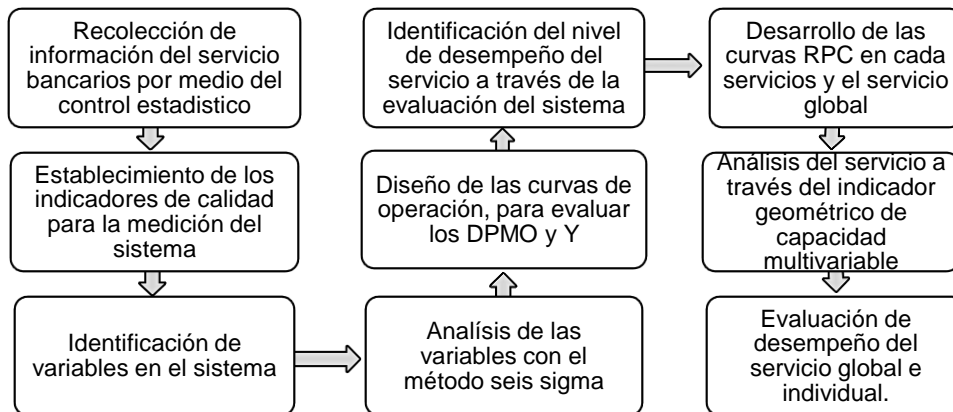 Recolección de
información del servicio
bancarios por medio del
control estadistico
Establecimiento de los
indicadores de calidad
para la medición del
sistema
Identificación de
variables en el sistema
Analísis de las
variables con el
método seis sigma
Diseño de las curvas de
operación, para evaluar
los DPMO y Y
Identificación del nivel
de desempeño del
servicio a través de la
evaluación del sistema
Desarrollo de las
curvas RPC en cada
servicios y el servicio
global
Análisis del servicio a
través del indicador
geométrico de
capacidad
multivariable
Evaluación de
desempeño del
servicio global e
individual.